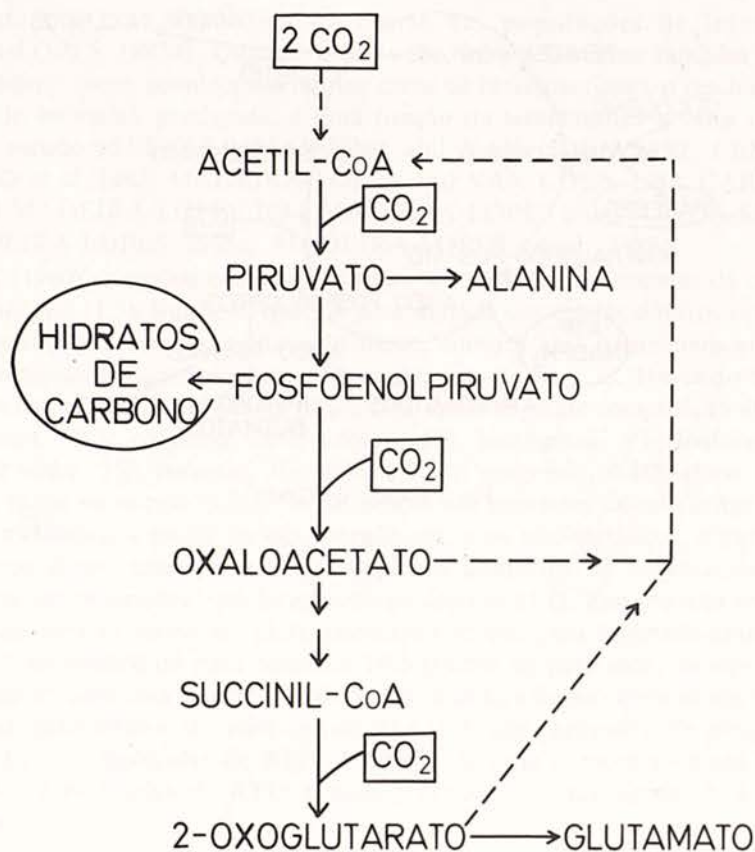 2 CO2
ACETIL-CoA
CO2
PIRUVATO ALANINA
HIDRATOS
DE
CARBONO
FOSFOENOLPIRUVATO
CO2
OXALOACETATO
SUCCINIL-CoA
CO2
2-OXOGLUTARATO GLUTAMATO